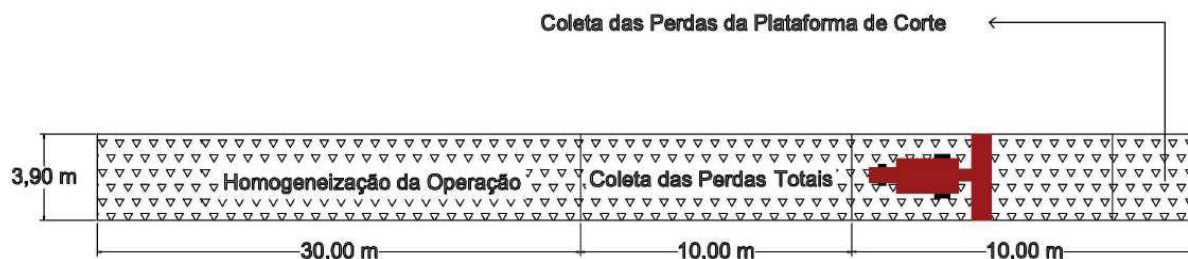 Coleta das Perdas da Plataforma de Corte
3,90 m
Homogeneização da Operação
Coleta das Perdas Totais
30,00 m
10,00 m
10,00 m